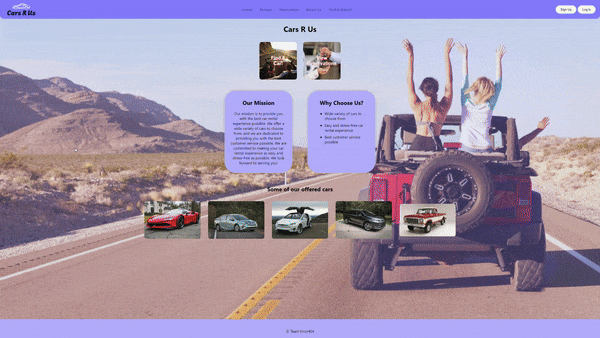 Cars R Us
Home
Reviews
Reservations
About Us
Sign Up
Log In
Cars R Us
Find A
Car
View
Reservations
Our Mission
Our mission is to provide you
with the best car rental
experience possible. We offer a
wide variety of cars to choose
from, and we are dedicated to
providing you with the best
customer service possible. We are
committed to making your car
rental experience as easy and
stress-free as possible. We look
forward to serving you!
Why Choose Us?
Wide variety of cars to
choose from
Easy and stress-free car
rental experience
Best customer service
possible
Some of our offered cars